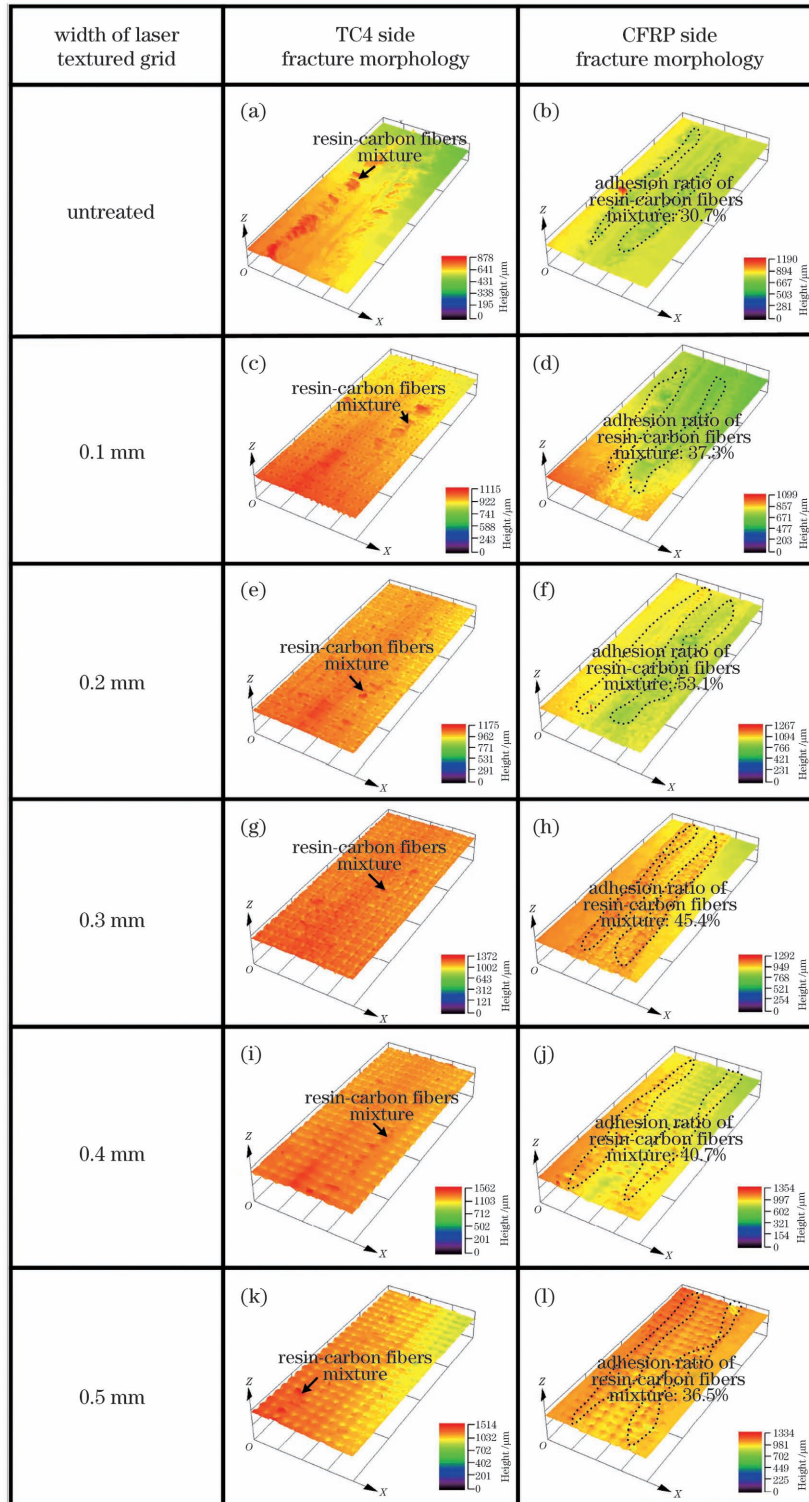 width of laser
textured grid
TC4 side
fracture morphology
CFRP side
fracture morphology
untreated
(a)
resin-carbon fibers
mixture
Z
O
X
878
641
431
338
195
0
Height /μm
(b)
adhesion ratio of
resin-carbon fibers
mixture: 30.7%
Z
O
X
1190
894
667
503
281
0
Height /μm
0.1 mm
(c)
resin-carbon fibers
mixture
Z
O
X
1115
922
741
588
243
0
Height /μm
(d)
adhesion ratio of
resin-carbon fibers
mixture: 37.3%
Z
O
X
1099
857
671
477
203
0
Height /μm
0.2 mm
(e)
resin-carbon fibers
mixture
Z
O
X
1175
962
771
531
291
0
Height /μm
(f)
adhesion ratio of
resin-carbon fibers
mixture: 53.1%
Z
O
X
1267
1094
766
421
231
0
Height /μm
0.3 mm
(g)
resin-carbon fibers
mixture
Z
O
X
1372
1002
643
312
121
0
Height /μm
(h)
adhesion ratio of
resin-carbon fibers
mixture: 45.4%
Z
O
X
1292
949
768
521
254
0
Height /μm
0.4 mm
(i)
resin-carbon fibers
mixture
Z
O
X
1562
1103
712
502
201
0
Height /μm
(j)
adhesion ratio of
resin-carbon fibers
mixture: 40.7%
Z
O
X
1354
997
602
321
154
0
Height /μm
0.5 mm
(k)
resin-carbon fibers
mixture
Z
O
X
1514
1032
702
402
201
0
Height /μm
(l)
adhesion ratio of
resin-carbon fibers
mixture: 36.5%
Z
O
X
1334
981
702
449
225
0
Height /μm